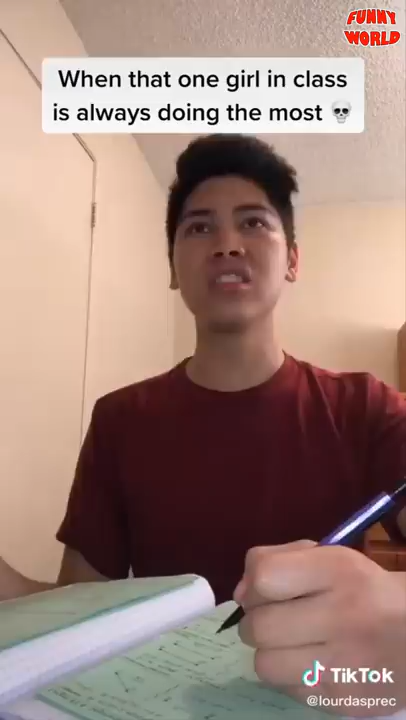 FUNNY
WORLD
When that one girl in class
is always doing the most 💀
TikTok
@lourdasprec